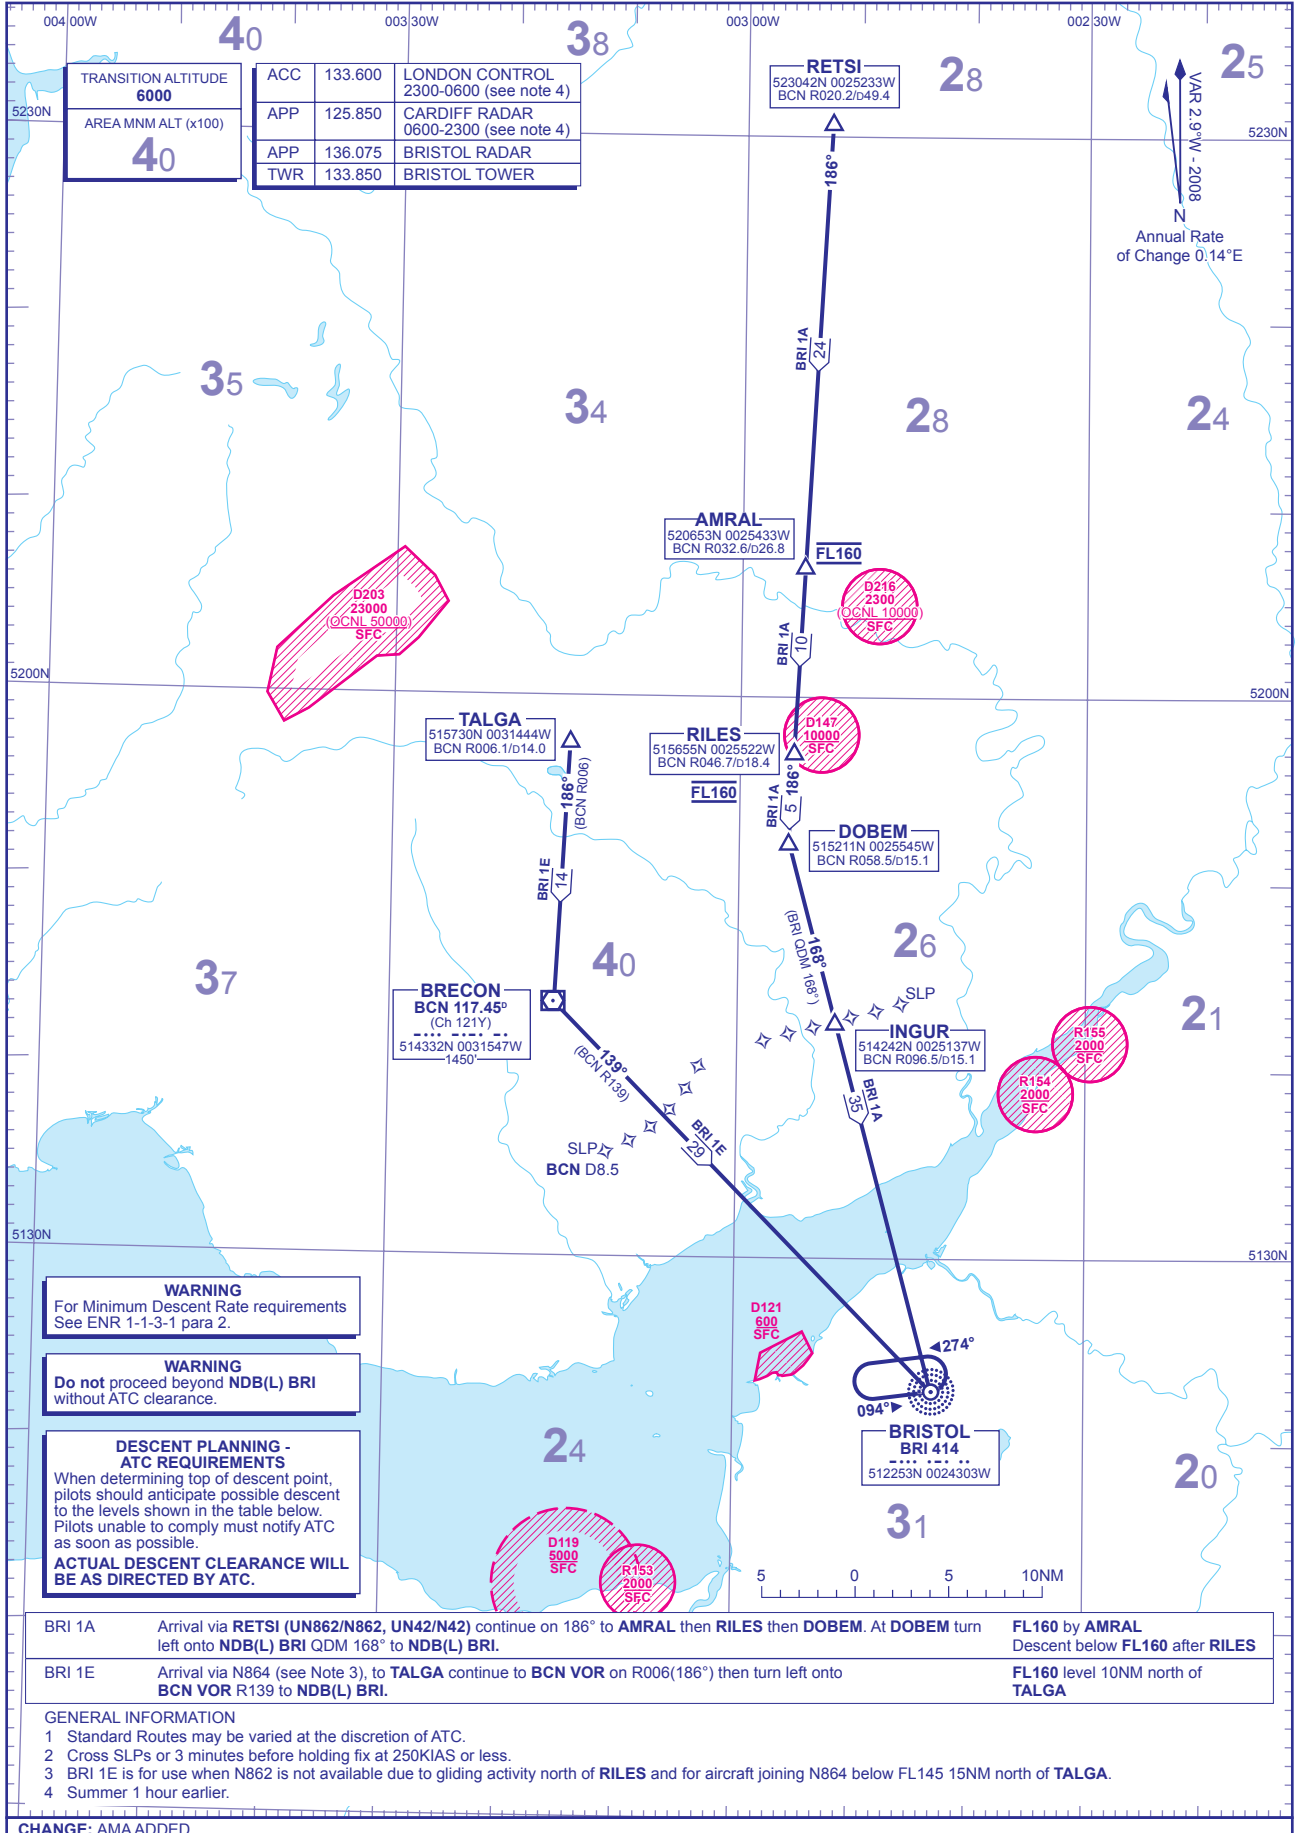 004 00W
003 30W
003 00W
002 30W
40
38
28
25
TRANSITION ALTITUDE
6000
AREA MNM ALT (x100)
40
ACC 133.600 LONDON CONTROL
2300-0600 (see note 4)
APP 125.850 CARDIFF RADAR
0600-2300 (see note 4)
APP 136.075 BRISTOL RADAR
TWR 133.850 BRISTOL TOWER
RETSI
523042N 0025233W
BCN R020.2/D49.4
VAR 2.9°W - 2008
N
Annual Rate
of Change 0.14°E
5230N
5230N
186°
BRI 1A
24
35
34
28
24
AMRAL
520653N 0025433W
BCN R032.6/D26.8
FL160
D203
23000
(OCNL 50000)
SFC
D216
2300
(OCNL 10000)
SFC
BRI 1A
10
5200N
5200N
TALGA
515730N 0031444W
BCN R006.1/D14.0
RILES
515655N 0025522W
BCN R046.7/D18.4
FL160
D147
10000
SFC
186°
(BCN R006)
BRI 1A
5
186°
DOBEM
515211N 0025545W
BCN R058.5/D15.1
BRI 1E
14
168°
(BRI QDM 168°)
37
40
26
21
BRECON
BCN 117.45D
(Ch 121Y)
514332N 0031547W
1450'
SLP
INGUR
514242N 0025137W
BCN R096.5/D15.1
R155
2000
SFC
R154
2000
SFC
139°
(BCN R139)
BRI 1A
35
BRI 1E
29
SLP
BCN D8.5
5130N
5130N
WARNING
For Minimum Descent Rate requirements
See ENR 1-1-3-1 para 2.
D121
600
SFC
274°
094°
WARNING
Do not proceed beyond NDB(L) BRI
without ATC clearance.
BRISTOL
BRI 414
512253N 0024303W
DESCENT PLANNING -
ATC REQUIREMENTS
When determining top of descent point,
pilots should anticipate possible descent
to the levels shown in the table below.
Pilots unable to comply must notify ATC
as soon as possible.
ACTUAL DESCENT CLEARANCE WILL
BE AS DIRECTED BY ATC.
24
20
31
D119
5000
SFC
R153
2000
SFC
5 0 5 10NM
BRI 1A Arrival via RETSI (UN862/N862, UN42/N42) continue on 186° to AMRAL then RILES then DOBEM. At DOBEM turn FL160 by AMRAL
left onto NDB(L) BRI QDM 168° to NDB(L) BRI. Descent below FL160 after RILES
BRI 1E Arrival via N864 (see Note 3), to TALGA continue to BCN VOR on R006(186°) then turn left onto FL160 level 10NM north of
BCN VOR R139 to NDB(L) BRI. TALGA
GENERAL INFORMATION
1 Standard Routes may be varied at the discretion of ATC.
2 Cross SLPs or 3 minutes before holding fix at 250KIAS or less.
3 BRI 1E is for use when N862 is not available due to gliding activity north of RILES and for aircraft joining N864 below FL145 15NM north of TALGA.
4 Summer 1 hour earlier.
CHANGE: AMA ADDED